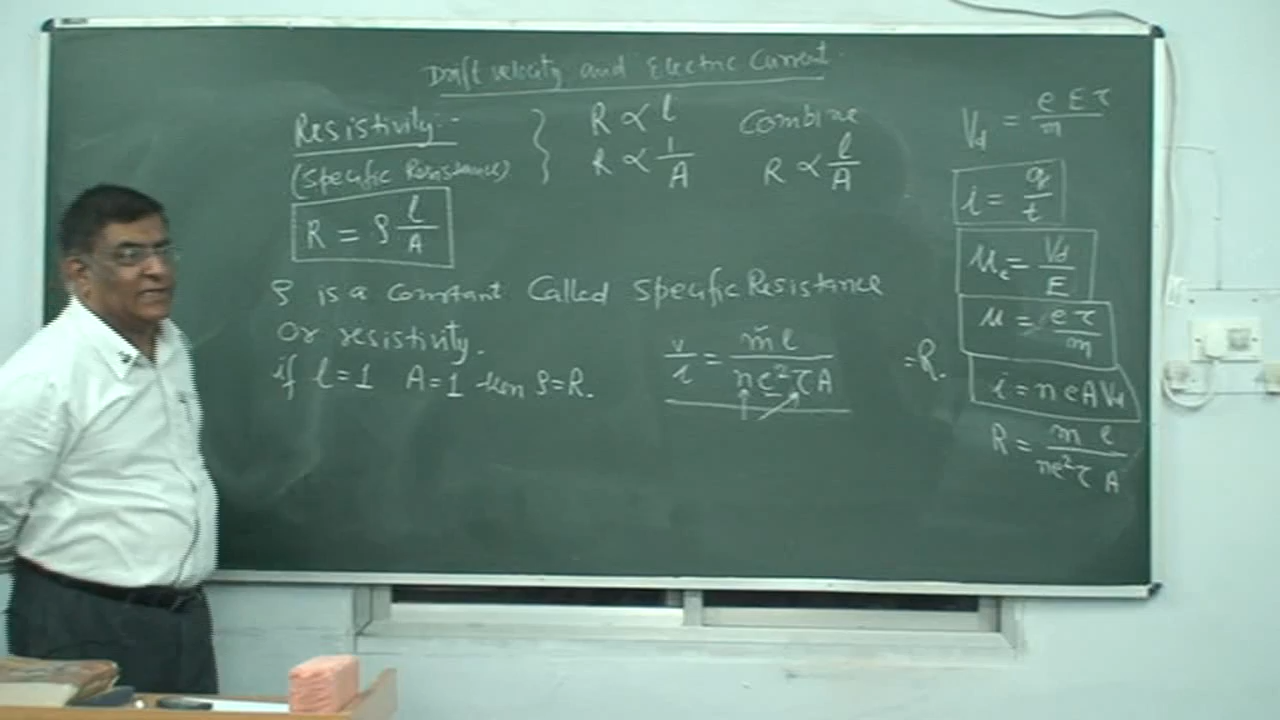 Drift velocity and Electric Current
Resistivity:-
(Specific Resistance)
R = ρ l/A
R ∝ l
R ∝ 1/A
Combine
R ∝ l/A
ρ is a constant called specific Resistance
or resistivity.
if l=1 A=1 then ρ=R.
v/i = m l/ne²τA = R.
Vd = eEτ/m
i = q/t
μe = Vd/E
μ = eτ/m
i = neAVd
R = m l/ne²τ A